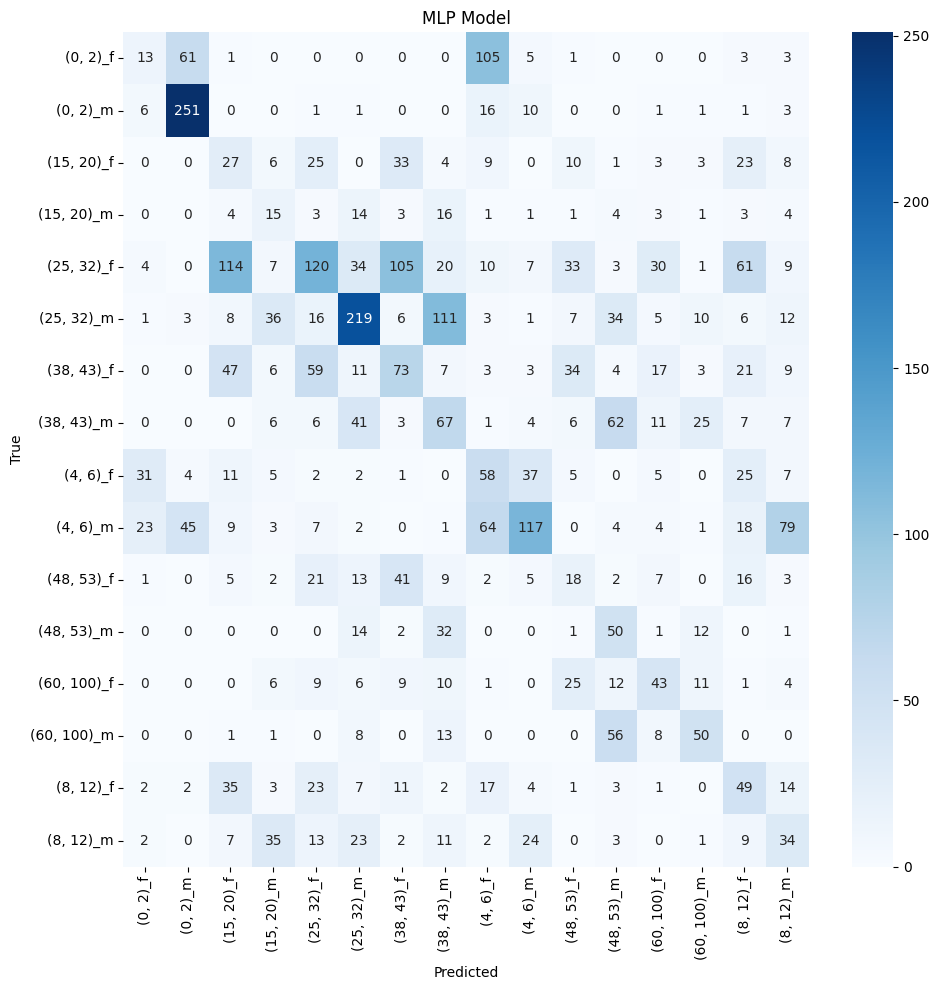 MLP Model
(0, 2)_f 13 61 1 0 0 0 0 0 105 5 1 0 0 0 3 3
(0, 2)_m 6 251 0 0 1 1 0 0 16 10 0 0 1 1 1 3
(15, 20)_f 0 0 27 6 25 0 33 4 9 0 10 1 3 3 23 8
(15, 20)_m 0 0 4 15 3 14 3 16 1 1 1 4 3 1 3 4
(25, 32)_f 4 0 114 7 120 34 105 20 10 7 33 3 30 1 61 9
(25, 32)_m 1 3 8 36 16 219 6 111 3 1 7 34 5 10 6 12
(38, 43)_f 0 0 47 6 59 11 73 7 3 3 34 4 17 3 21 9
(38, 43)_m 0 0 0 6 6 41 3 67 1 4 6 62 11 25 7 7
(4, 6)_f 31 4 11 5 2 2 1 0 58 37 5 0 5 0 25 7
(4, 6)_m 23 45 9 3 7 2 0 1 64 117 0 4 4 1 18 79
(48, 53)_f 1 0 5 2 21 13 41 9 2 5 18 2 7 0 16 3
(48, 53)_m 0 0 0 0 0 14 2 32 0 0 1 50 1 12 0 1
(60, 100)_f 0 0 0 6 9 6 9 10 1 0 25 12 43 11 1 4
(60, 100)_m 0 0 1 1 0 8 0 13 0 0 0 56 8 50 0 0
(8, 12)_f 2 2 35 3 23 7 11 2 17 4 1 3 1 0 49 14
(8, 12)_m 2 0 7 35 13 23 2 11 2 24 0 3 0 1 9 34
True
(0, 2)_f (0, 2)_m (15, 20)_f (15, 20)_m (25, 32)_f (25, 32)_m (38, 43)_f (38, 43)_m (4, 6)_f (4, 6)_m (48, 53)_f (48, 53)_m (60, 100)_f (60, 100)_m (8, 12)_f (8, 12)_m
Predicted
250
200
150
100
50
0